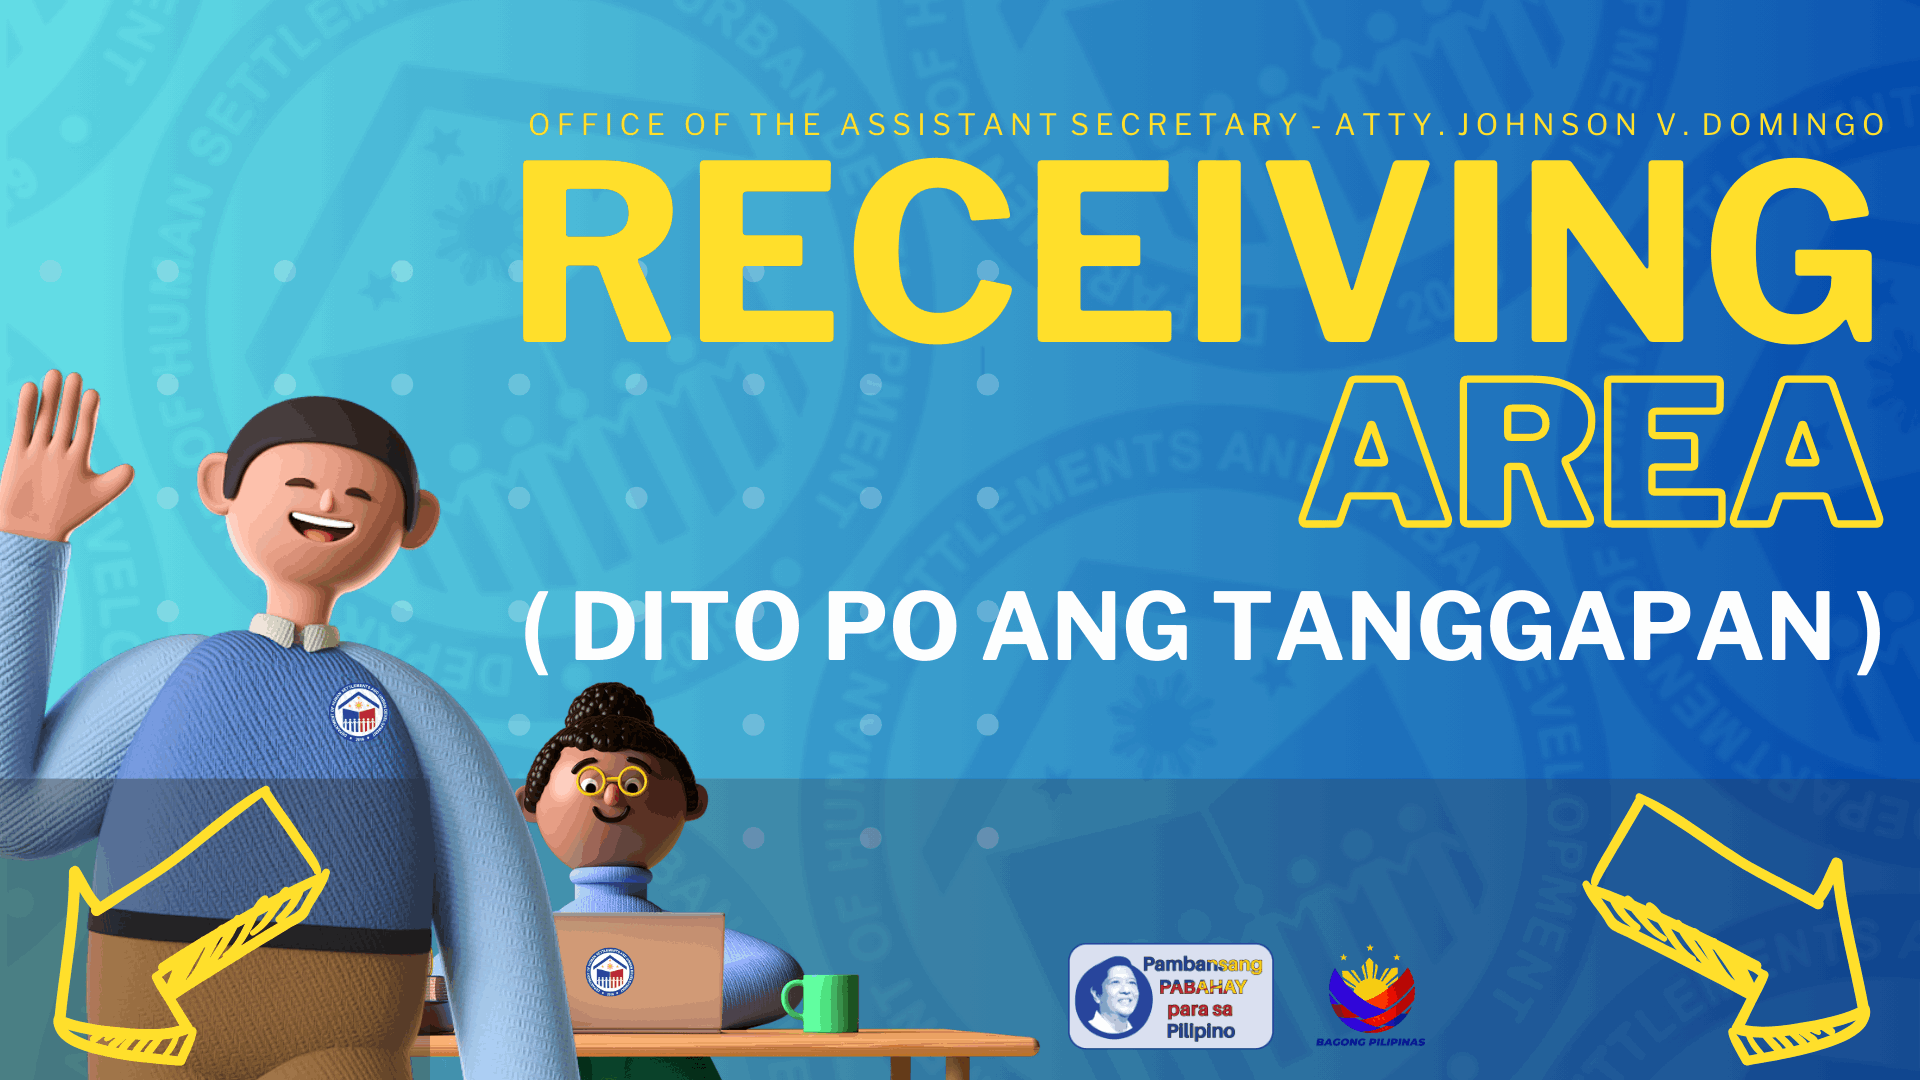 OFFICE OF THE ASSISTANT SECRETARY - ATTY. JOHNSON V. DOMINGO
RECEIVING
AREA
( DITO PO ANG TANGGAPAN )
Pambansang
PABAHAY
para sa
Pilipino
BAGONG PILIPINAS